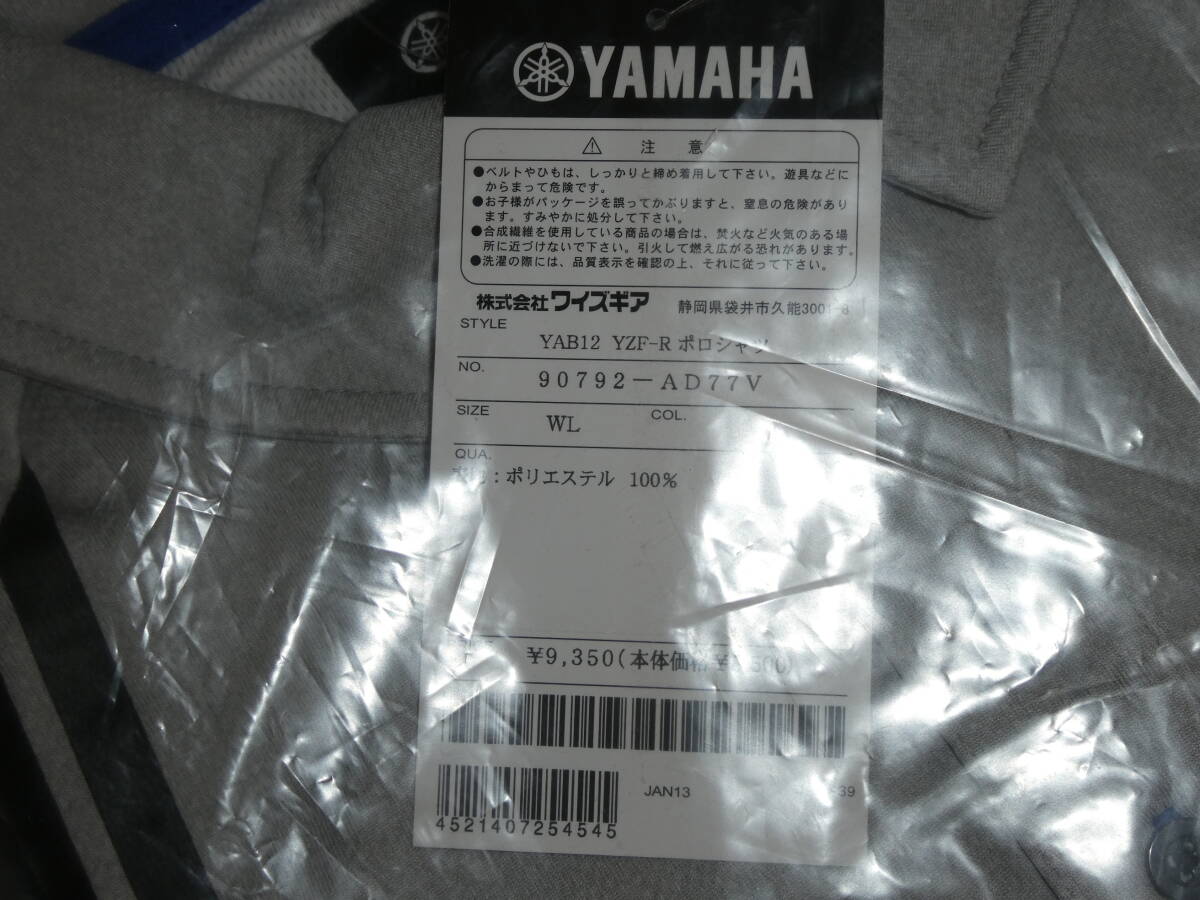 YAMAHA
⚠ 注意
●ベルトやひもは、しっかりと締め着用して下さい。遊具などに
からまって危険です。
●お子様がパッケージを誤ってかぶりますと、窒息の危険があり
ます。すみやかに処分して下さい。
●合成繊維を使用している商品の場合は、焚火など火気のある場
所に近づけないで下さい。引火して燃え広がる恐れがあります。
●洗濯の際には、品質表示を確認の上、それに従って下さい。
株式会社ワイズギア 静岡県袋井市久能3001-8
STYLE
YAB12 YZF-R ポロシャツ
NO.
90792-AD77V
SIZE
WL
COL.
QUA.
：ポリエステル 100%
¥9,350(本体価格¥
JAN13
39
4521407254545